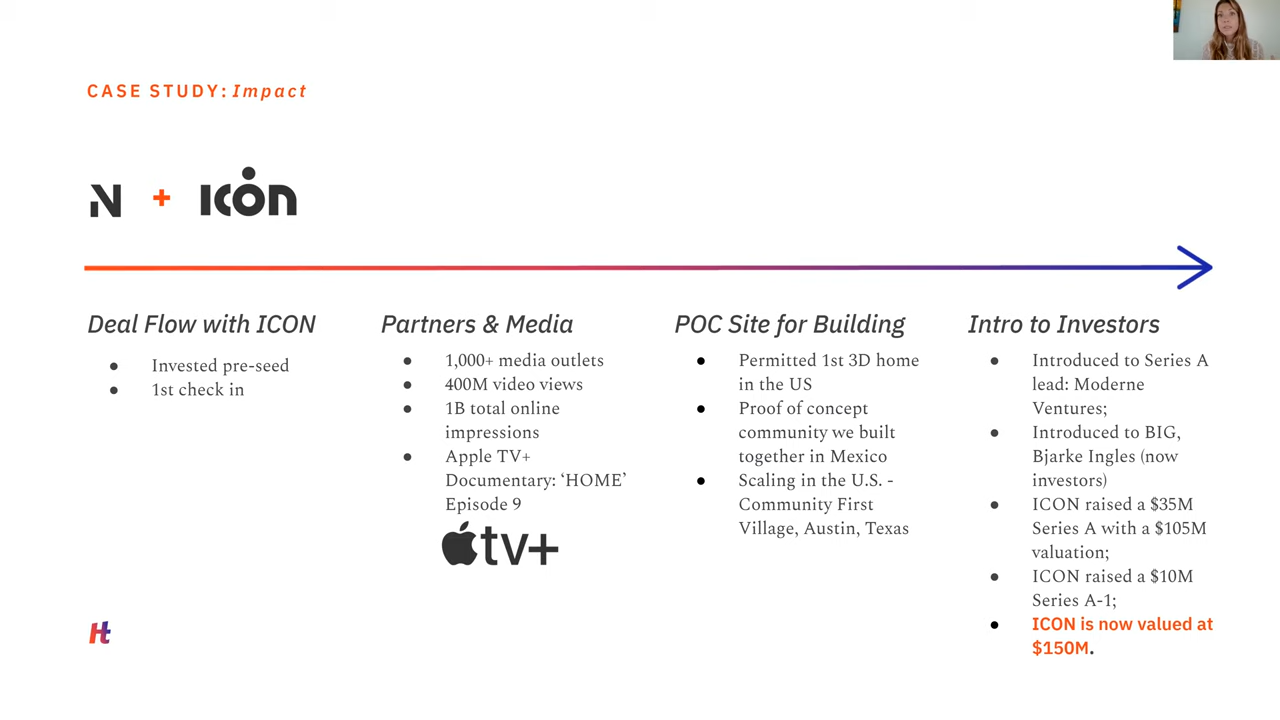 CASE STUDY: Impact
N + ICON
Deal Flow with ICON
● Invested pre-seed
● 1st check in
Partners & Media
● 1,000+ media outlets
● 400M video views
● 1B total online
impressions
● Apple TV+
Documentary: ‘HOME’
Episode 9
tv+
POC Site for Building
● Permitted 1st 3D home
in the US
● Proof of concept
community we built
together in Mexico
● Scaling in the U.S. -
Community First
Village, Austin, Texas
Intro to Investors
● Introduced to Series A
lead: Moderne
Ventures;
● Introduced to BIG,
Bjarke Ingles (now
investors)
● ICON raised a $35M
Series A with a $105M
valuation;
● ICON raised a $10M
Series A-1;
● ICON is now valued at
$150M.
Ht